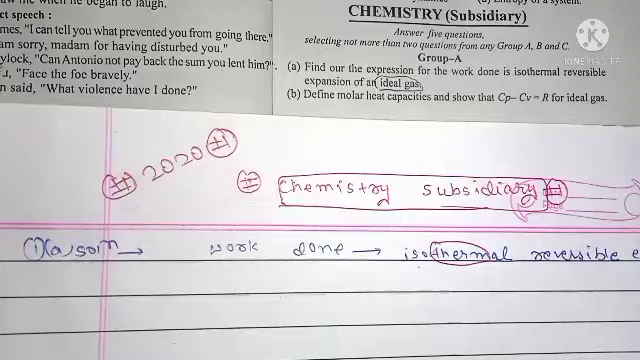 aw me when he began to laugh.
ct speech :
mes, "I can tell you what prevented you from going there,"
am sorry, madam for having disturbed you."
ylock, "Can Antonio not pay back the sum you lent him?"
"Face the foe bravely."
n said, "What violence have I done?"
CHEMISTRY (Subsidiary)
Answer five questions,
selecting not more than two questions from any Group A, B and C.
Group–A
(a) Find our the expression for the work done is isothermal reversible
expansion of an ideal gas.
(b) Define molar heat capacities and show that Cp– Cv = R for ideal gas.
KINEMASTER
2020
Chemistry subsidiary
①(a) soln → work done → isothermal reversible e